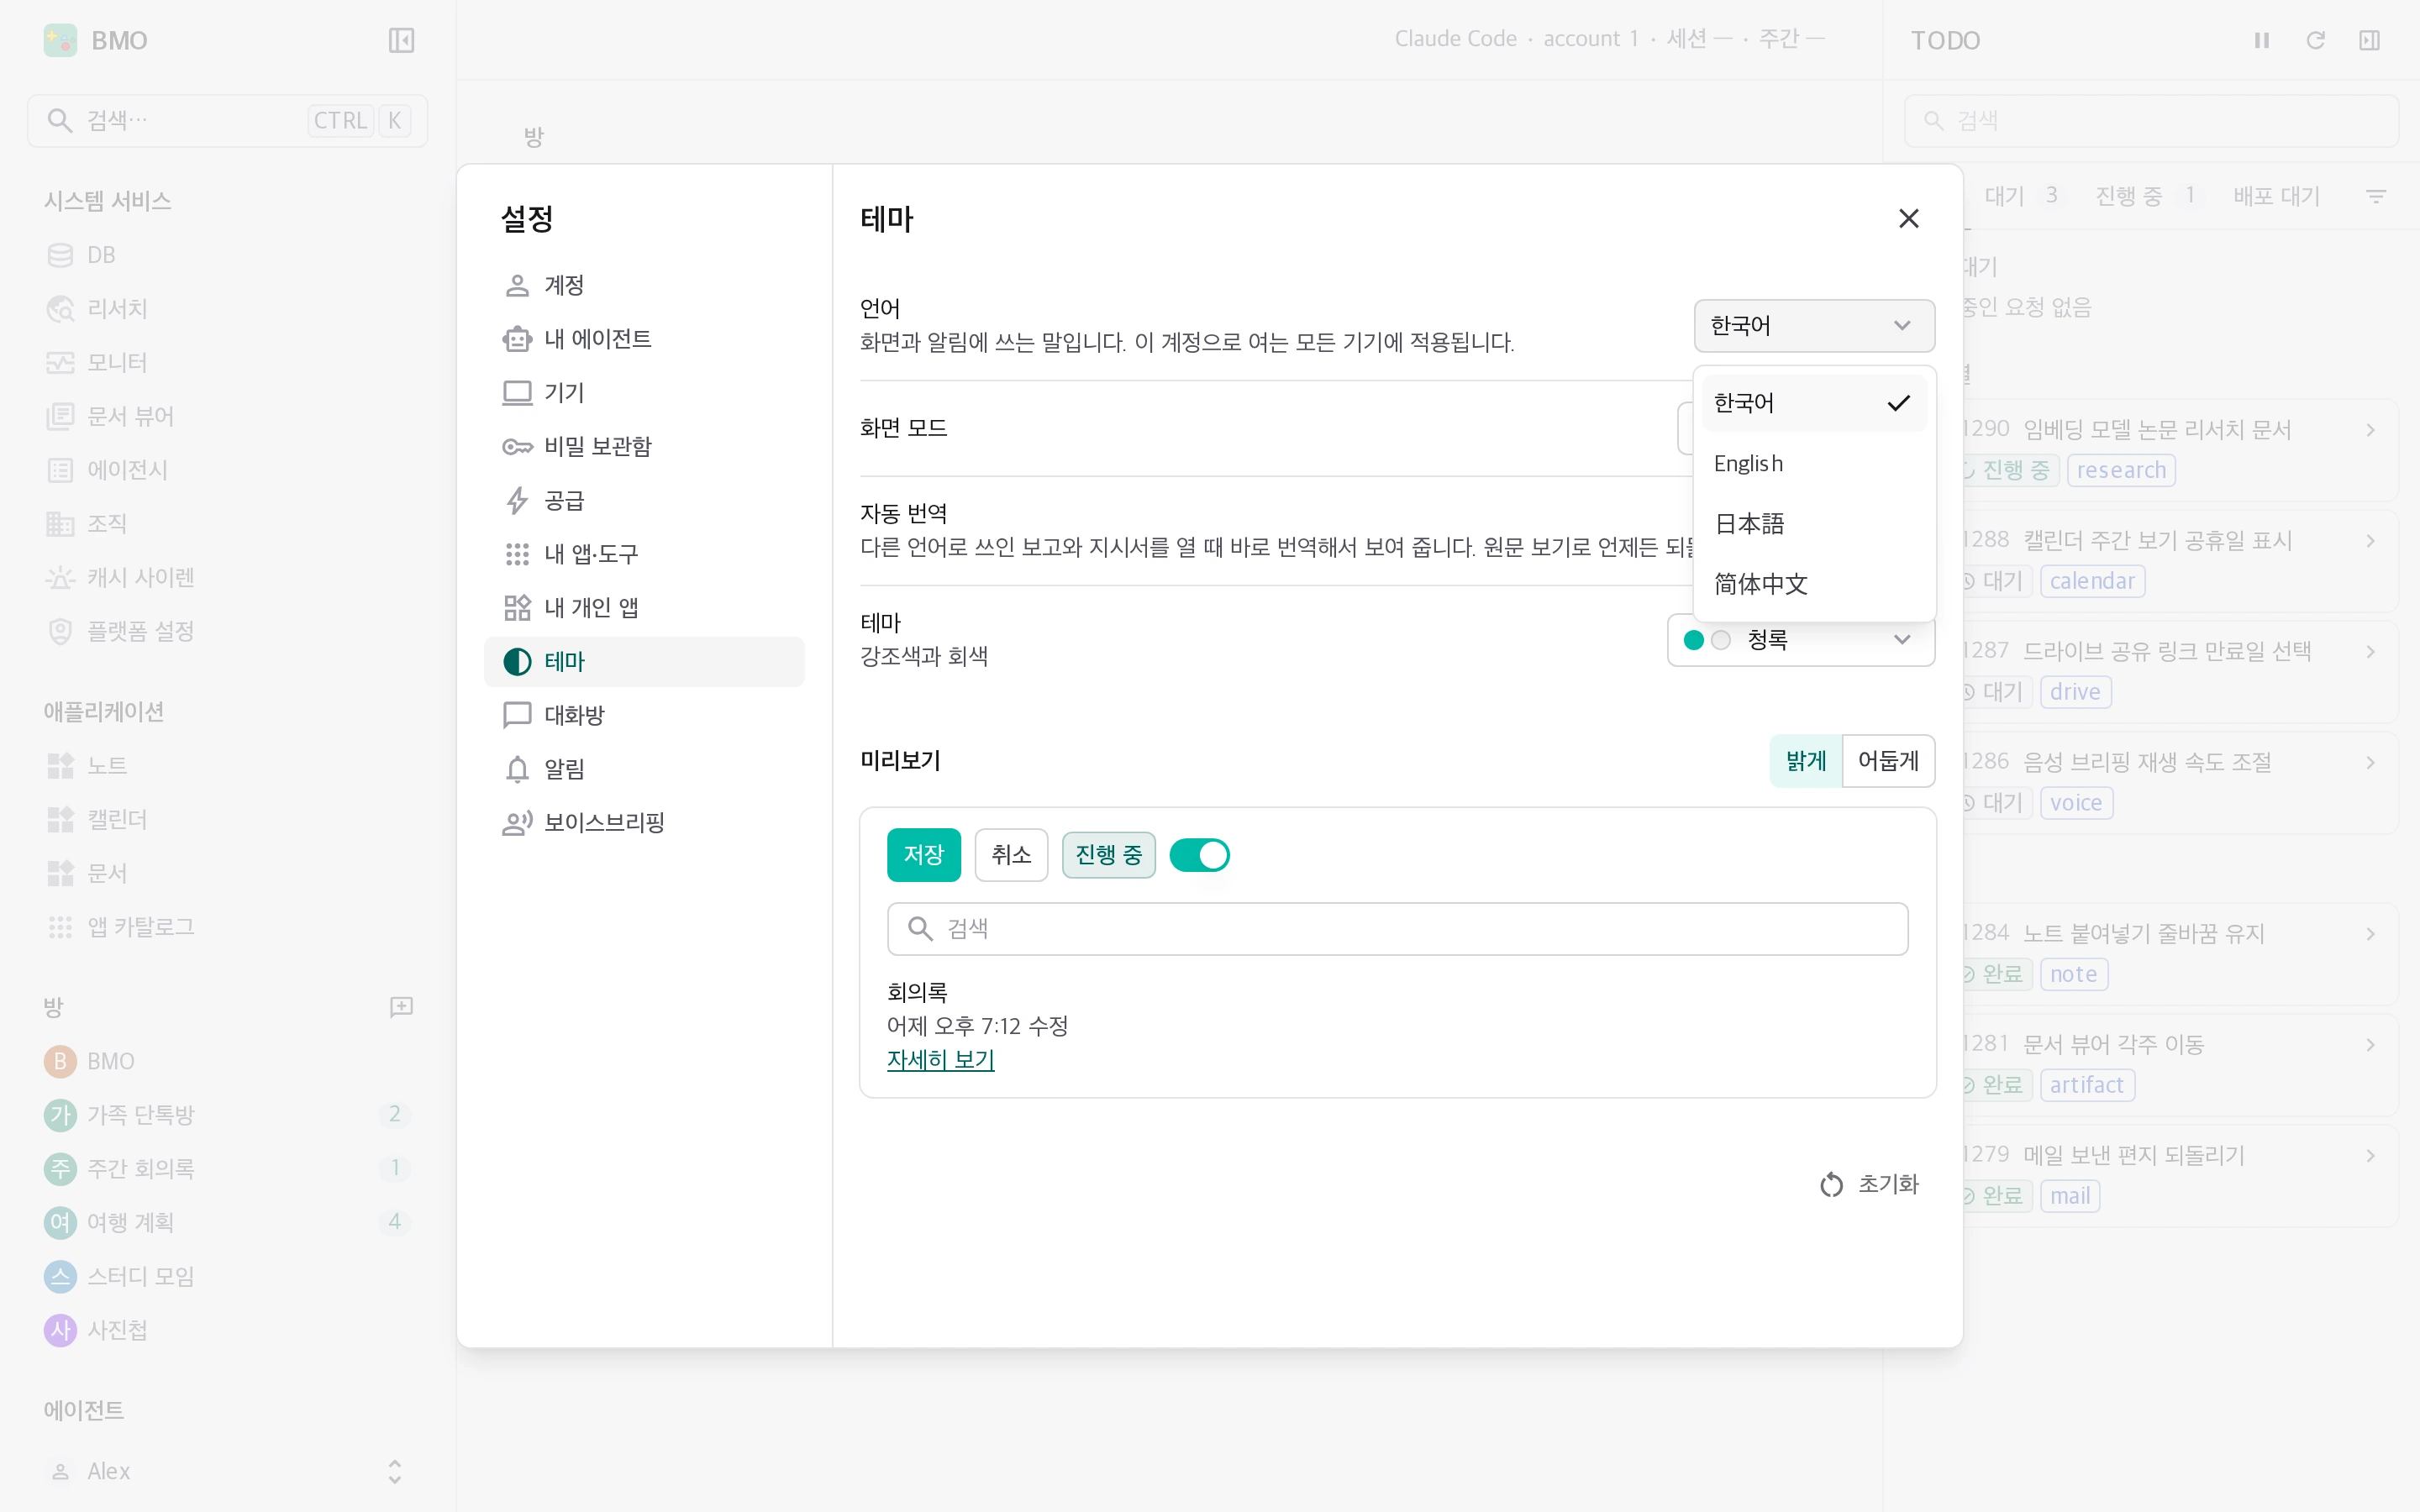 BMO
검색…
CTRL K
시스템 서비스
DB
리서치
모니터
문서 뷰어
에이전시
조직
캐시 사이렌
플랫폼 설정
애플리케이션
노트
캘린더
문서
앱 카탈로그
방
B BMO
가 가족 단톡방 2
주 주간 회의록 1
여 여행 계획 4
스 스터디 모임
사 사진첩
에이전트
Alex
Claude Code · account 1 · 세션 — · 주간 —
방
설정
계정
내 에이전트
기기
비밀 보관함
공급
내 앱·도구
내 개인 앱
테마
대화방
알림
보이스브리핑
테마
언어
화면과 알림에 쓰는 말입니다. 이 계정으로 여는 모든 기기에 적용됩니다.
한국어
한국어
English
日本語
简体中文
화면 모드
자동 번역
다른 언어로 쓰인 보고와 지시서를 열 때 바로 번역해서 보여 줍니다. 원문 보기로 언제든
테마
강조색과 회색
청록
미리보기
밝게 어둡게
저장 취소 진행 중
검색
회의록
어제 오후 7:12 수정
자세히 보기
초기화
TODO
검색
대기 3 진행 중 1 배포 대기
대기
중인 요청 없음
1290 임베딩 모델 논문 리서치 문서
진행 중 research
1288 캘린더 주간 보기 공휴일 표시
대기 calendar
1287 드라이브 공유 링크 만료일 선택
대기 drive
1286 음성 브리핑 재생 속도 조절
대기 voice
1284 노트 붙여넣기 줄바꿈 유지
완료 note
1281 문서 뷰어 각주 이동
완료 artifact
1279 메일 보낸 편지 되돌리기
완료 mail